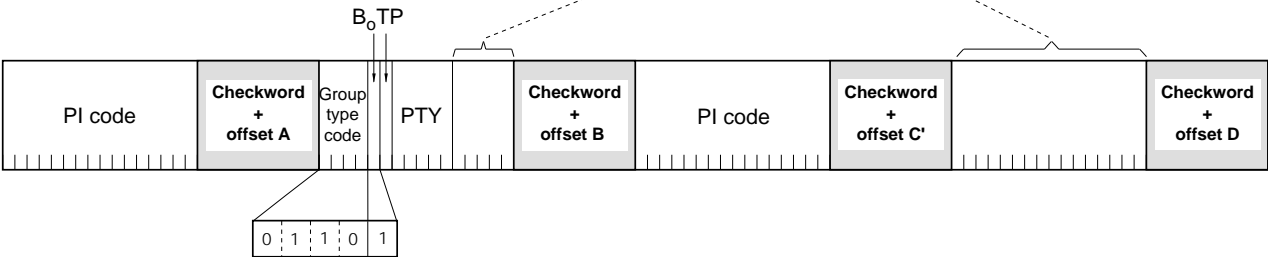 B₀TP
PI code
Checkword
+
offset A
Group
type
code
PTY
Checkword
+
offset B
PI code
Checkword
+
offset C'
Checkword
+
offset D
0 1 1 0 1